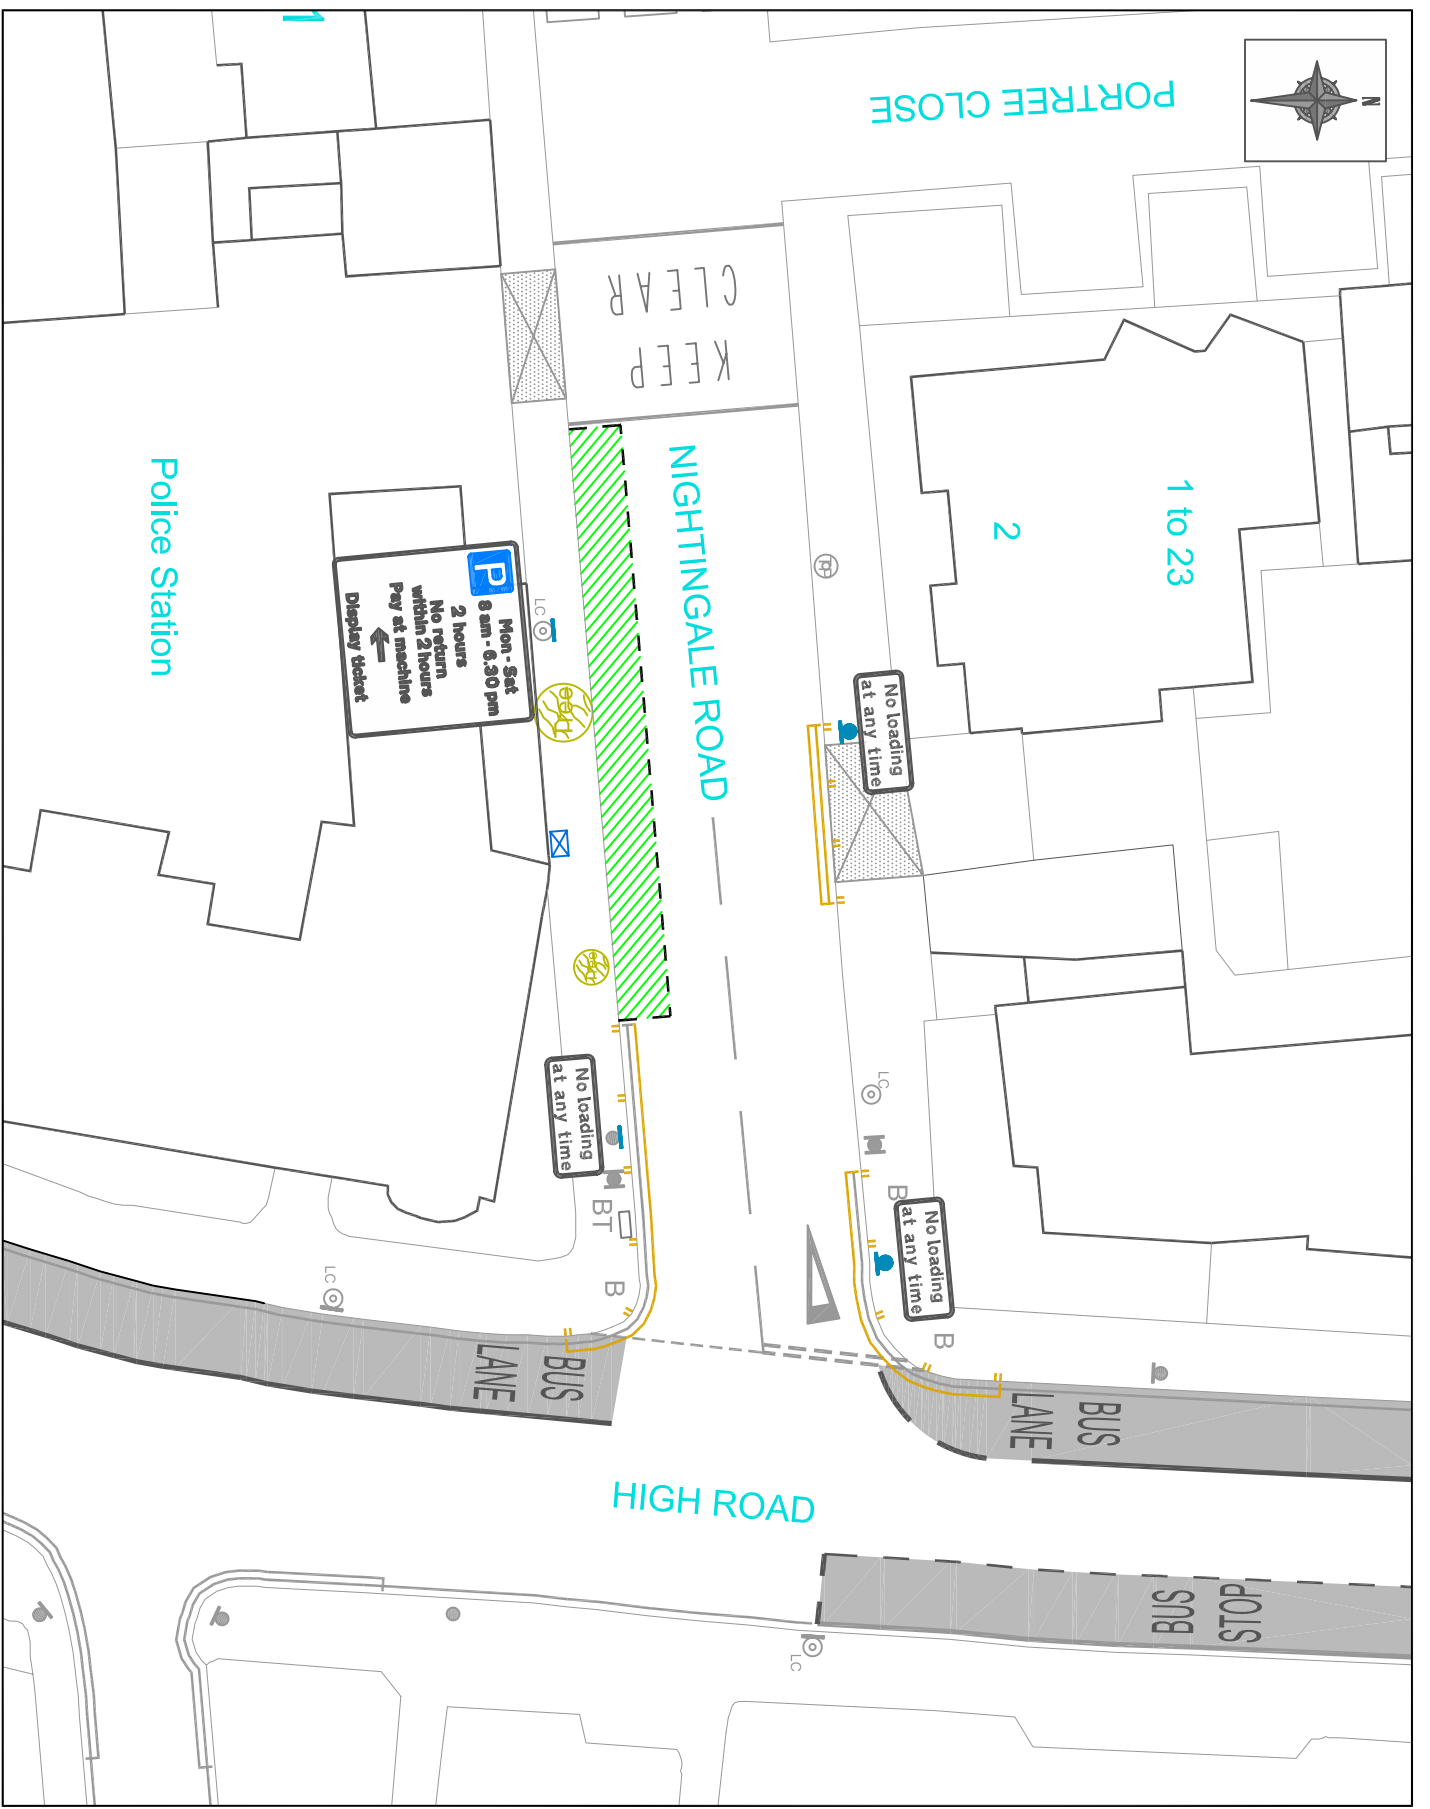 1
PORTREE CLOSE
N
KEEP
CLEAR
NIGHTINGALE ROAD
Police Station
P
Mon - Sat
8 am - 6.30 pm
2 hours
No return
within 2 hours
Pay at machine
Display ticket
LC
tree
tree
2
1 to 23
No loading
at any time
LC
B
No loading
at any time
B
No loading
at any time
BT
B
LC
BUS
LANE
BUS
LANE
HIGH ROAD
BUS
STOP
LC